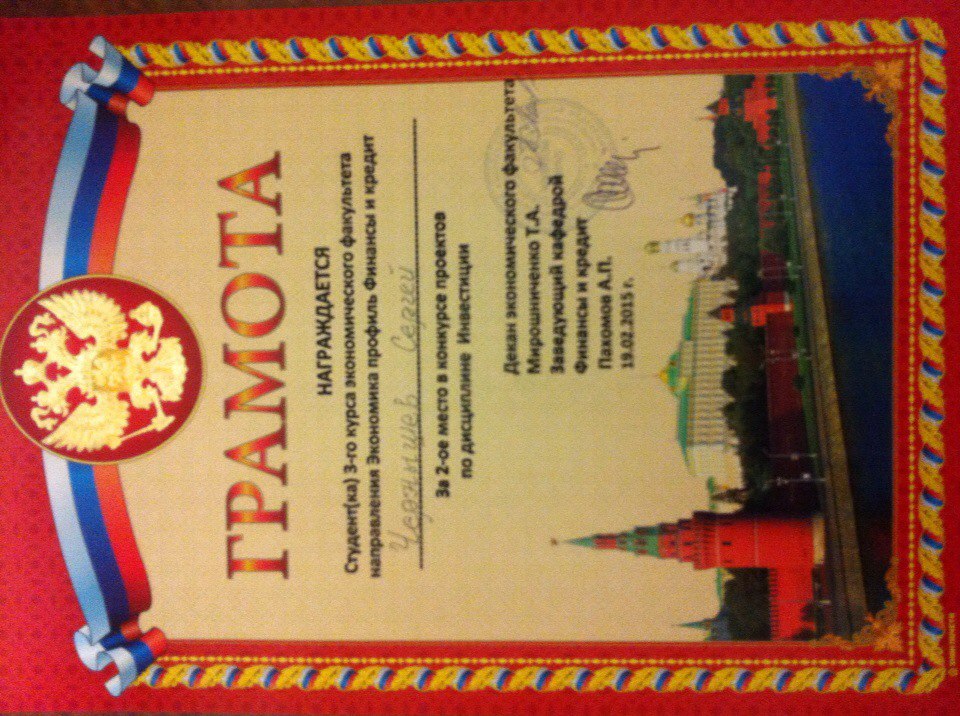 ГРАМОТА
НАГРАЖДАЕТСЯ
Студент(ка) 3-го курса экономического факультета
направления Экономика профиль Финансы и кредит
Сергей
За 2-ое место в конкурсе проектов
по дисциплине Инвестиции
Декан экономического факультета
Мирошниченко Т.А.
Заведующий кафедрой
Финансы и кредит
Пахомов А.П.
19.02.2015 г.